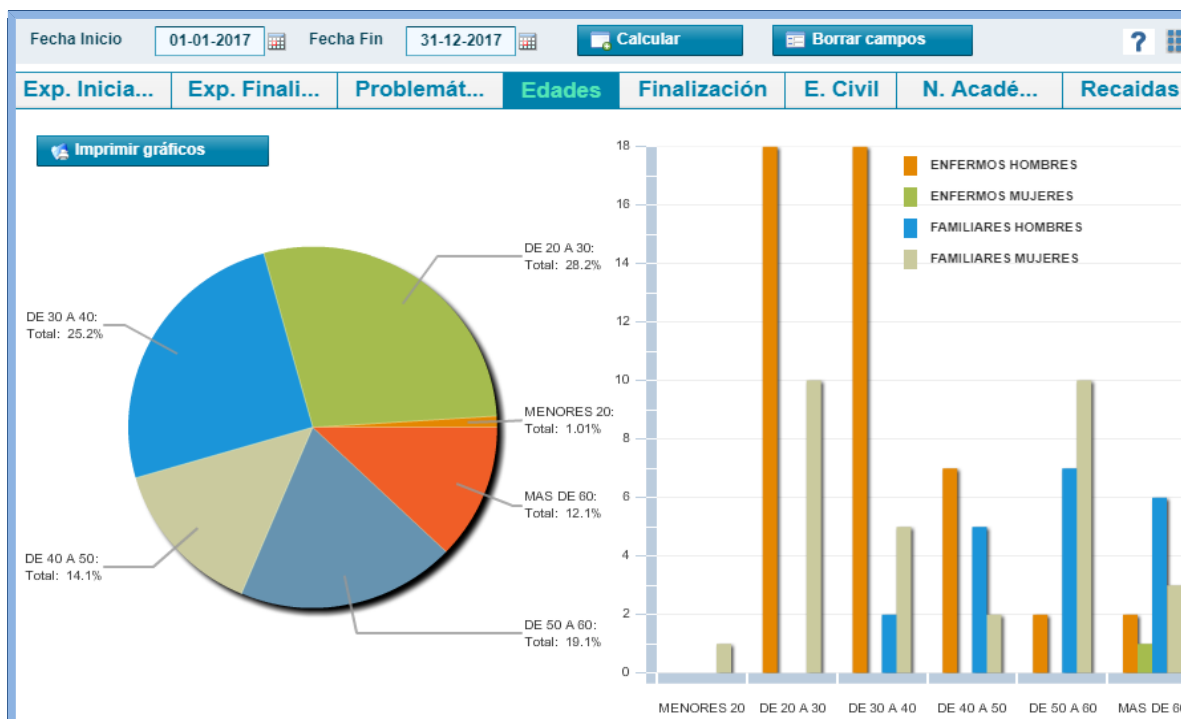 Fecha Inicio 01-01-2017 Fecha Fin 31-12-2017 Calcular Borrar campos ?
Exp. Inicia... Exp. Finali... Problemát... Edades Finalización E. Civil N. Acadé... Recaidas
Imprimir gráficos
DE 20 A 30:
Total: 28.2%
DE 30 A 40:
Total: 25.2%
MENORES 20:
Total: 1.01%
MAS DE 60:
Total: 12.1%
DE 40 A 50:
Total: 14.1%
DE 50 A 60:
Total: 19.1%
18
16
14
12
10
8
6
4
2
0
ENFERMOS HOMBRES
ENFERMOS MUJERES
FAMILIARES HOMBRES
FAMILIARES MUJERES
MENORES 20 DE 20 A 30 DE 30 A 40 DE 40 A 50 DE 50 A 60 MAS DE 6